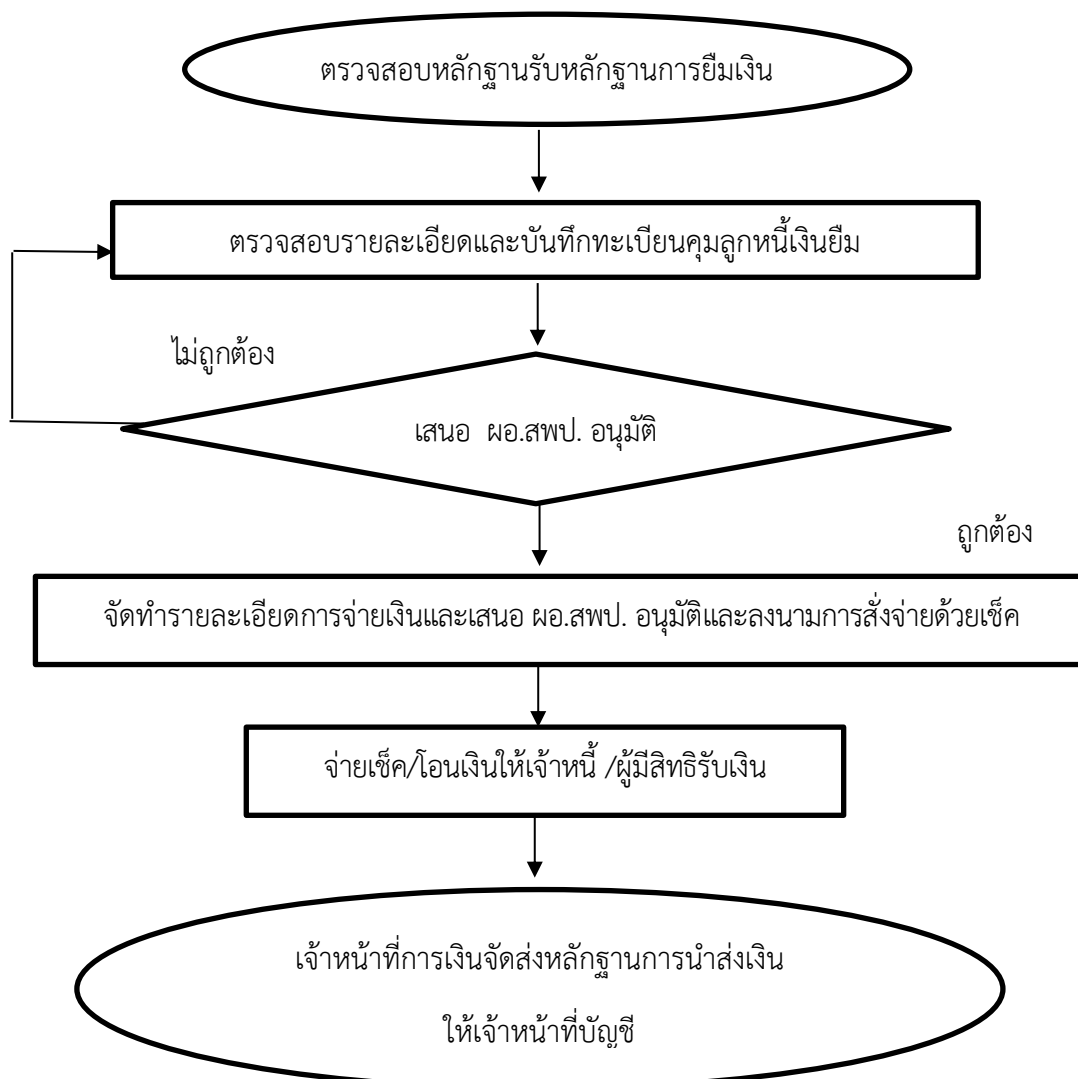 ตรวจสอบหลักฐานรับหลักฐานการยืมเงิน
ตรวจสอบรายละเอียดและบันทึกทะเบียนคุมลูกหนี้เงินยืม
ไม่ถูกต้อง
เสนอ ผอ.สพป. อนุมัติ
ถูกต้อง
จัดทำรายละเอียดการจ่ายเงินและเสนอ ผอ.สพป. อนุมัติและลงนามการสั่งจ่ายด้วยเช็ค
จ่ายเช็ค/โอนเงินให้เจ้าหนี้ /ผู้มีสิทธิรับเงิน
เจ้าหน้าที่การเงินจัดส่งหลักฐานการนำส่งเงิน
ให้เจ้าหน้าที่บัญชี